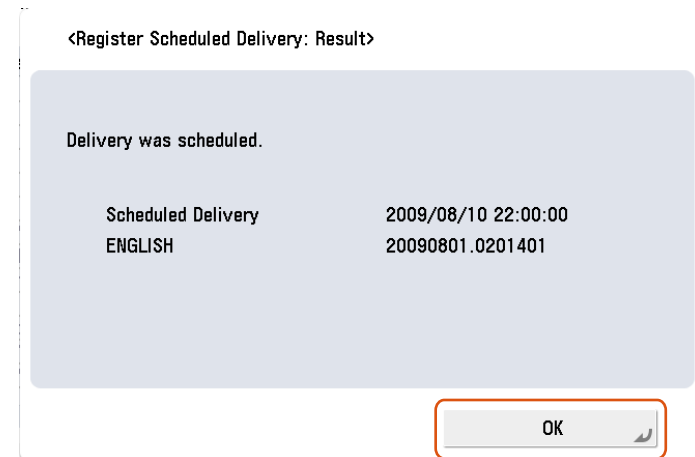 <Register Scheduled Delivery: Result>
Delivery was scheduled.
Scheduled Delivery 2009/08/10 22:00:00
ENGLISH 20090801.0201401
OK